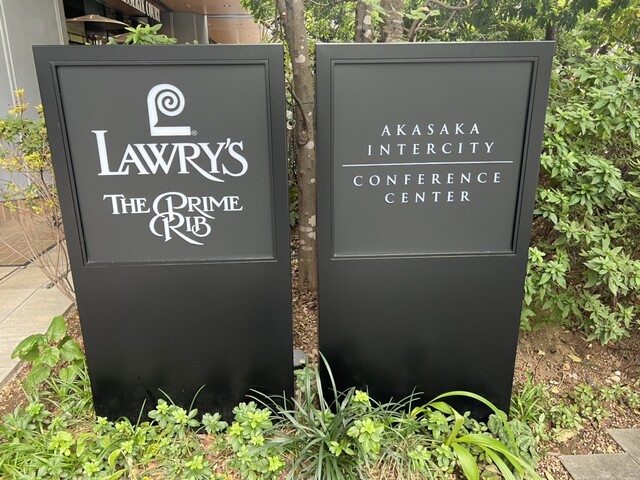 LAWRY'S
THE PRIME
RIB
AKASAKA
INTERCITY
CONFERENCE
CENTER